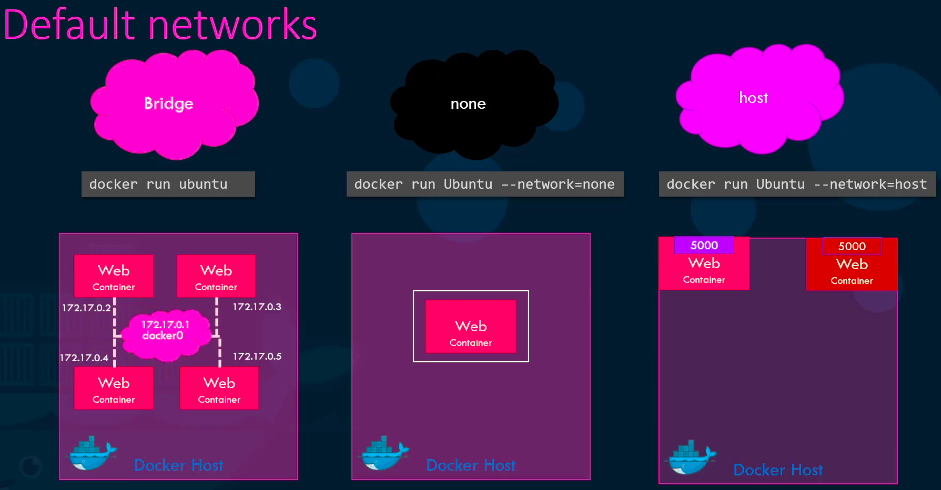 Default networks
Bridge
none
host
docker run ubuntu
docker run Ubuntu --network=none
docker run Ubuntu --network=host
Web
Container
Web
Container
172.17.0.2
172.17.0.3
172.17.0.1
docker0
172.17.0.4
172.17.0.5
Web
Container
Web
Container
Docker Host
Web
Container
Docker Host
5000
Web
Container
5000
Web
Container
Docker Host